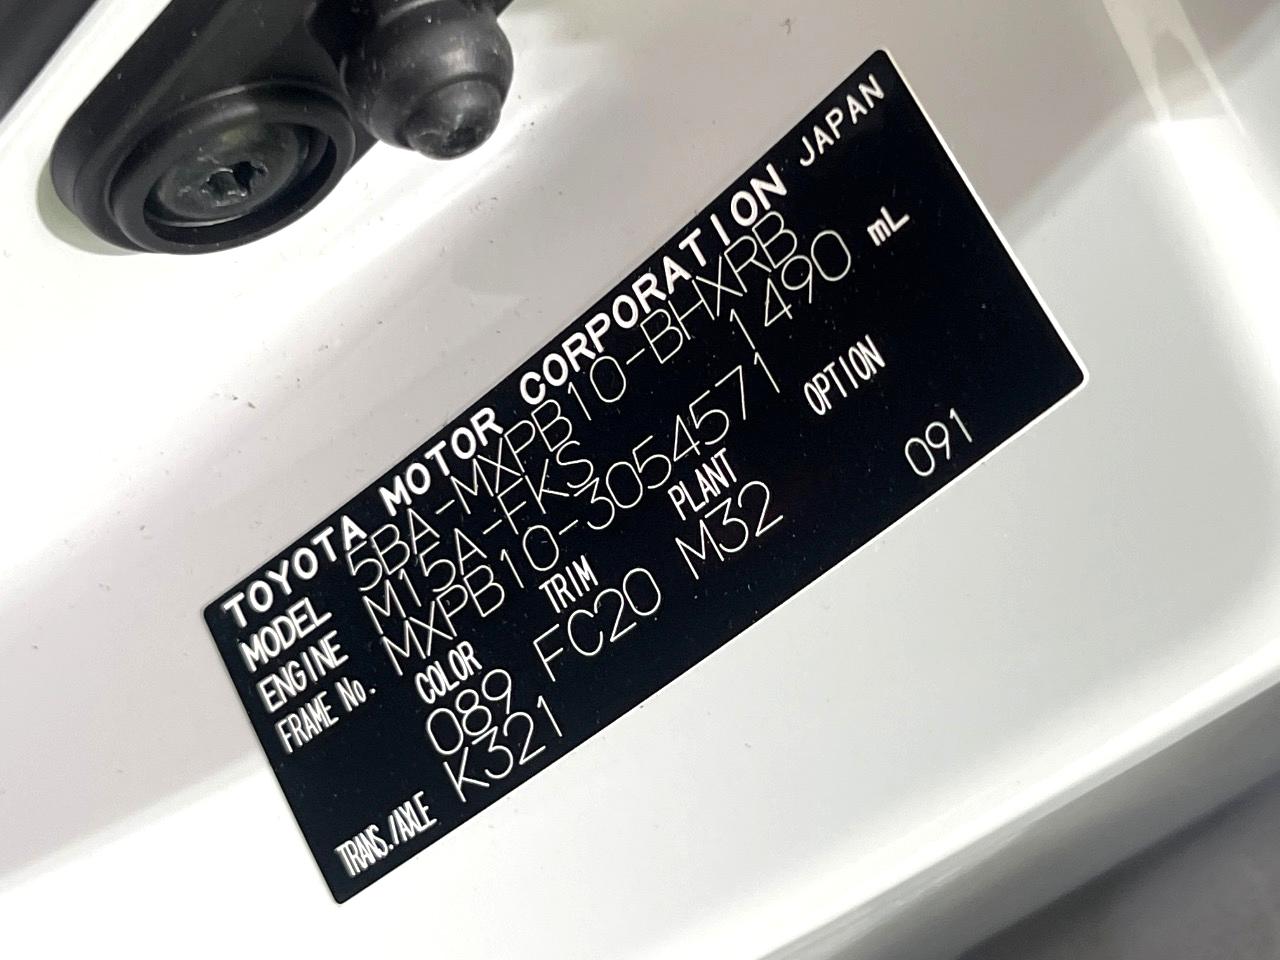 TOYOTA MOTOR CORPORATION JAPAN
MODEL 5BA-MXPB10-BHXRB
ENGINE M15A-FKS 1490 mL
FRAME No. MXPB10-3054571
COLOR TRIM PLANT OPTION
089 FC20 M32 091
TRANS./AXLE K321